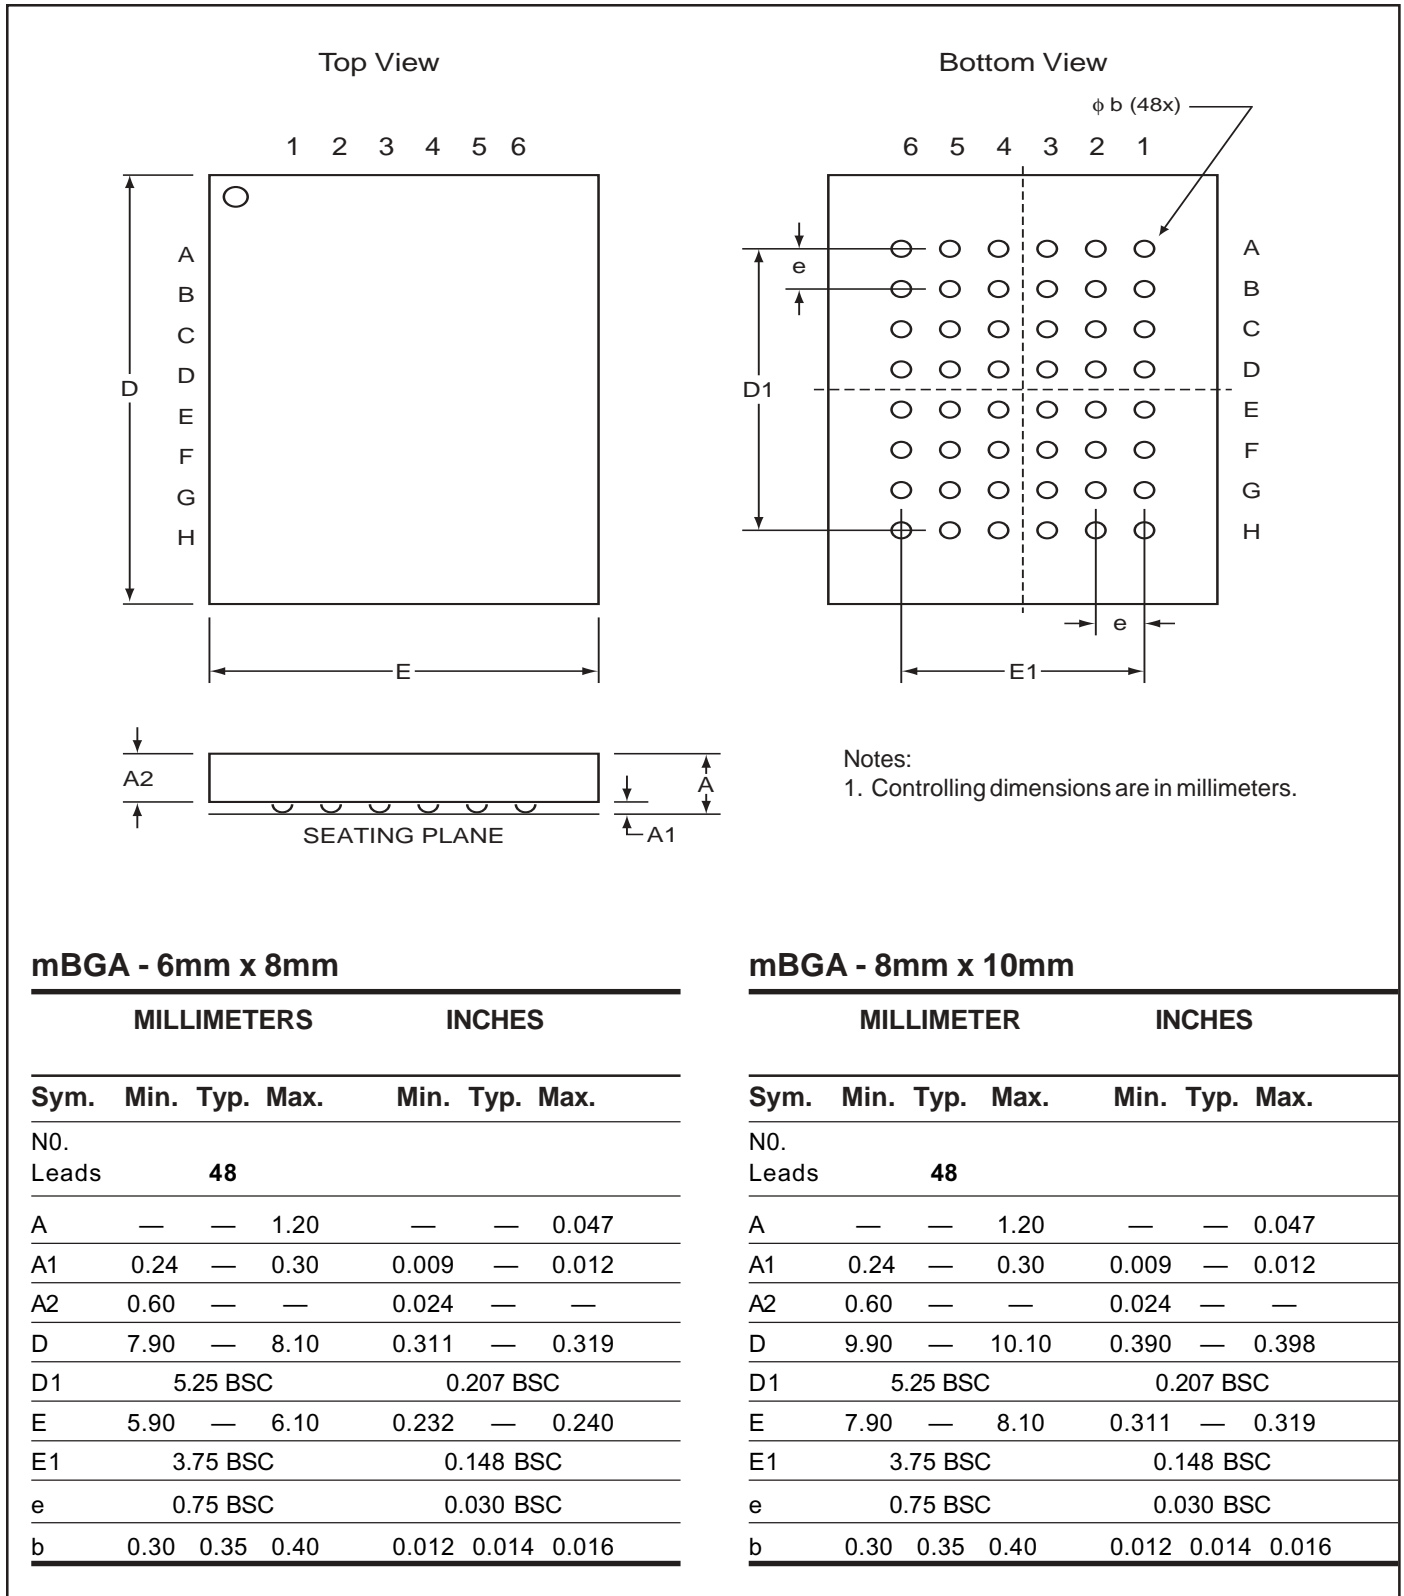 Top View
Bottom View
φ b (48x)
1 2 3 4 5 6
6 5 4 3 2 1
A
B
C
D
E
F
G
H
D
E
e
D1
A
B
C
D
E
F
G
H
e
E1
A2
A
A1
SEATING PLANE
Notes:
1. Controlling dimensions are in millimeters.
mBGA - 6mm x 8mm
MILLIMETERS INCHES
Sym. Min. Typ. Max. Min. Typ. Max.
N0.
Leads 48
A — — 1.20 — — 0.047
A1 0.24 — 0.30 0.009 — 0.012
A2 0.60 — — 0.024 — —
D 7.90 — 8.10 0.311 — 0.319
D1 5.25 BSC 0.207 BSC
E 5.90 — 6.10 0.232 — 0.240
E1 3.75 BSC 0.148 BSC
e 0.75 BSC 0.030 BSC
b 0.30 0.35 0.40 0.012 0.014 0.016
mBGA - 8mm x 10mm
MILLIMETER INCHES
Sym. Min. Typ. Max. Min. Typ. Max.
N0.
Leads 48
A — — 1.20 — — 0.047
A1 0.24 — 0.30 0.009 — 0.012
A2 0.60 — — 0.024 — —
D 9.90 — 10.10 0.390 — 0.398
D1 5.25 BSC 0.207 BSC
E 7.90 — 8.10 0.311 — 0.319
E1 3.75 BSC 0.148 BSC
e 0.75 BSC 0.030 BSC
b 0.30 0.35 0.40 0.012 0.014 0.016